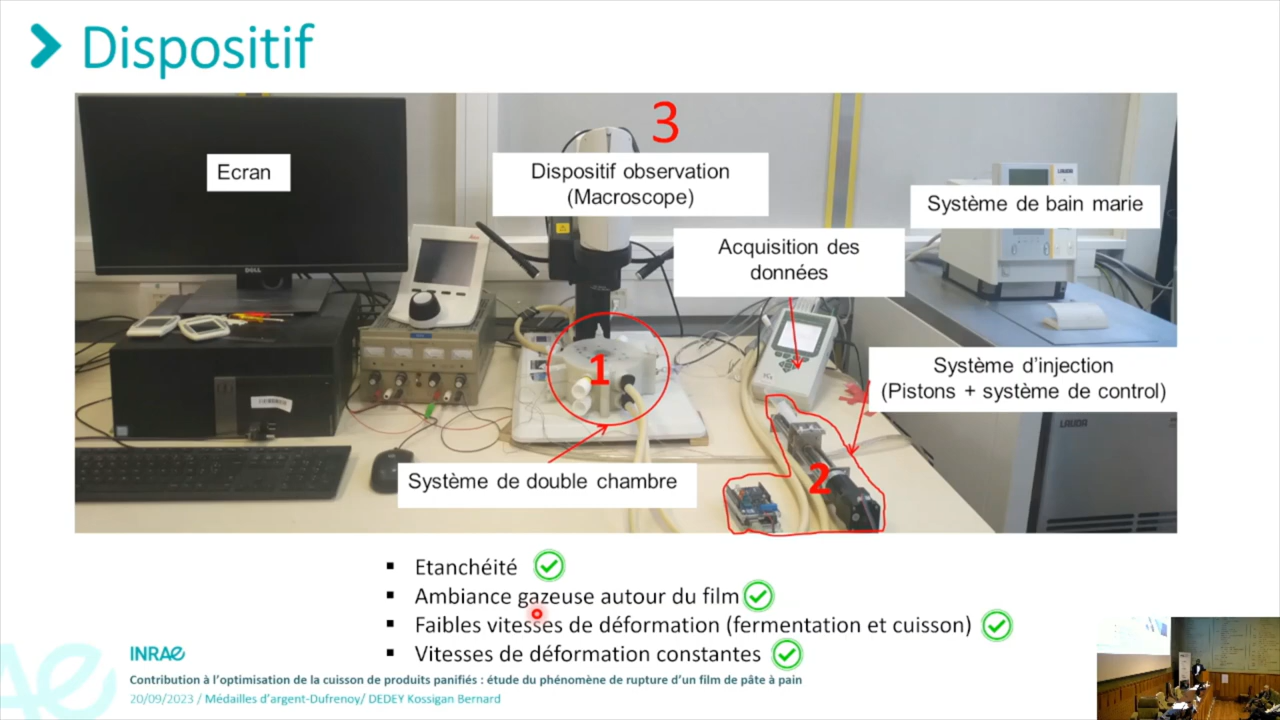 Dispositif
3
Ecran
Dispositif observation
(Macroscope)
Système de bain marie
Acquisition des
données
LAUDA
DELL
1
Système d'injection
(Pistons + système de control)
LAUDA
Système de double chambre
2
Etanchéité
Ambiance gazeuse autour du film
Faibles vitesses de déformation (fermentation et cuisson)
Vitesses de déformation constantes
INRAE
Contribution à l'optimisation de la cuisson de produits panifiés : étude du phénomène de rupture d'un film de pâte à pain
20/09/2023 / Médailles d'argent-Dufrenoy/ DEDEY Kossigan Bernard